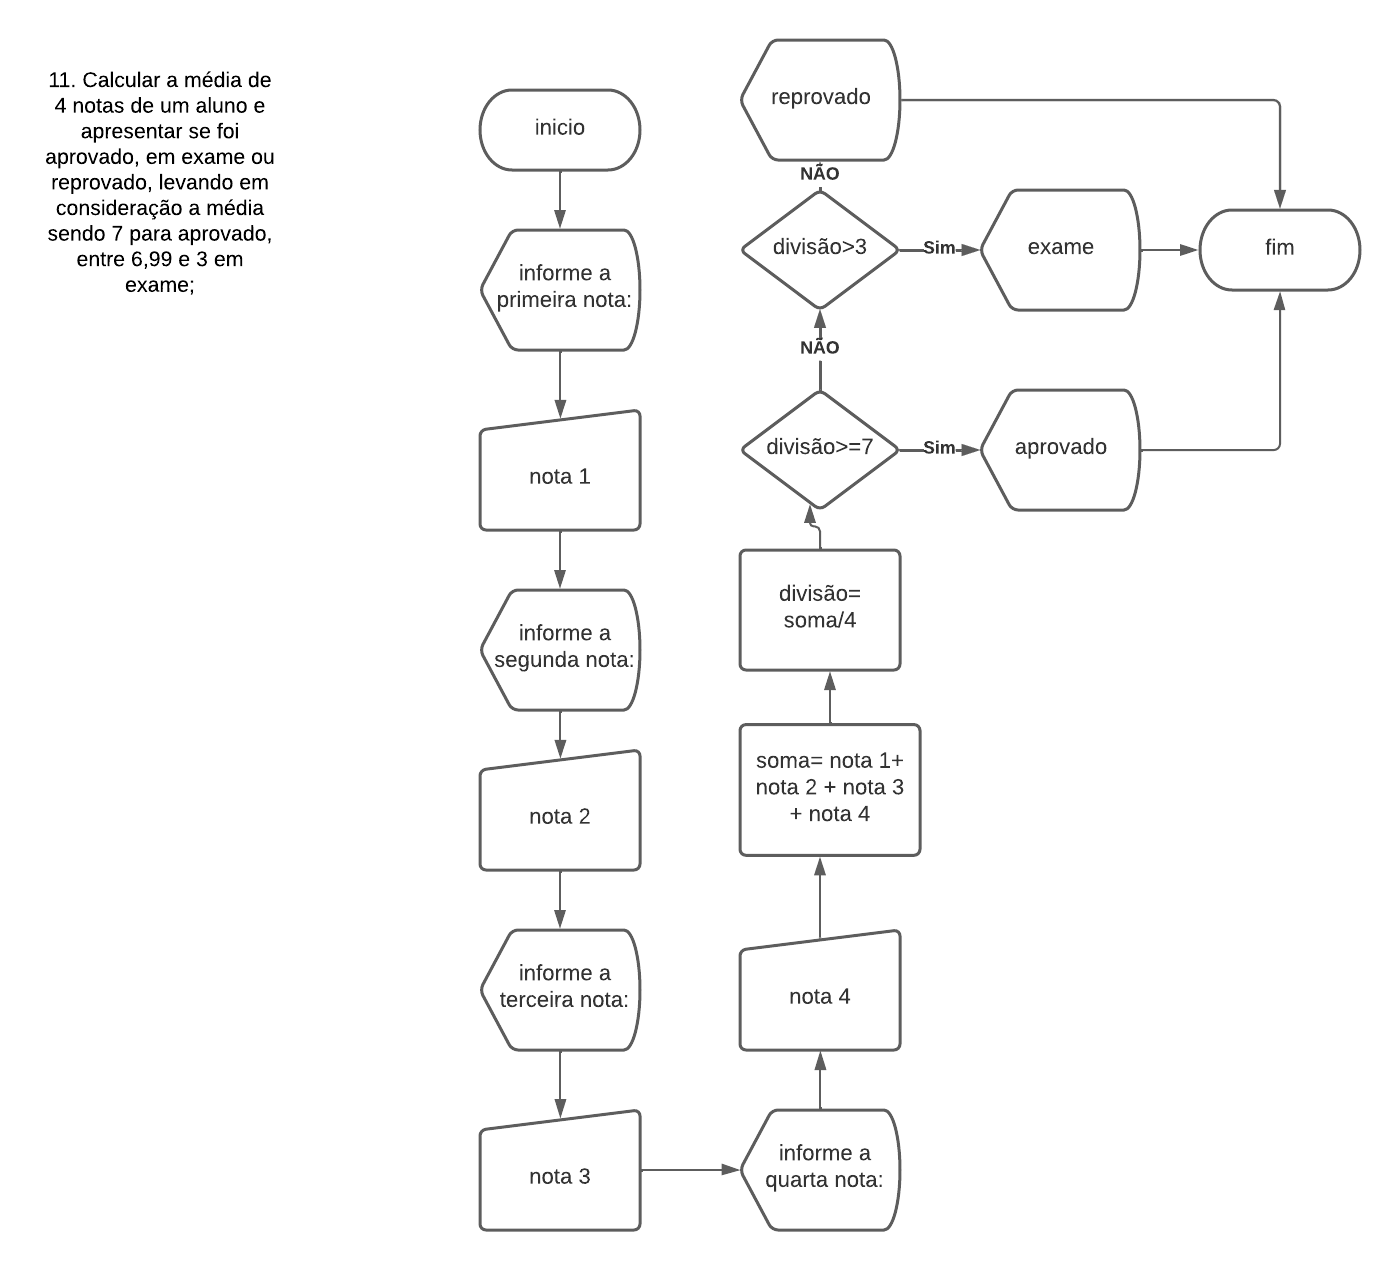 11. Calcular a média de
4 notas de um aluno e
apresentar se foi
aprovado, em exame ou
reprovado, levando em
consideração a média
sendo 7 para aprovado,
entre 6,99 e 3 em
exame;
inicio
informe a
primeira nota:
nota 1
informe a
segunda nota:
nota 2
informe a
terceira nota:
nota 3
informe a
quarta nota:
nota 4
soma= nota 1+
nota 2 + nota 3
+ nota 4
divisão=
soma/4
divisão>=7
Sim
aprovado
NÃO
divisão>3
Sim
exame
NÃO
reprovado
fim